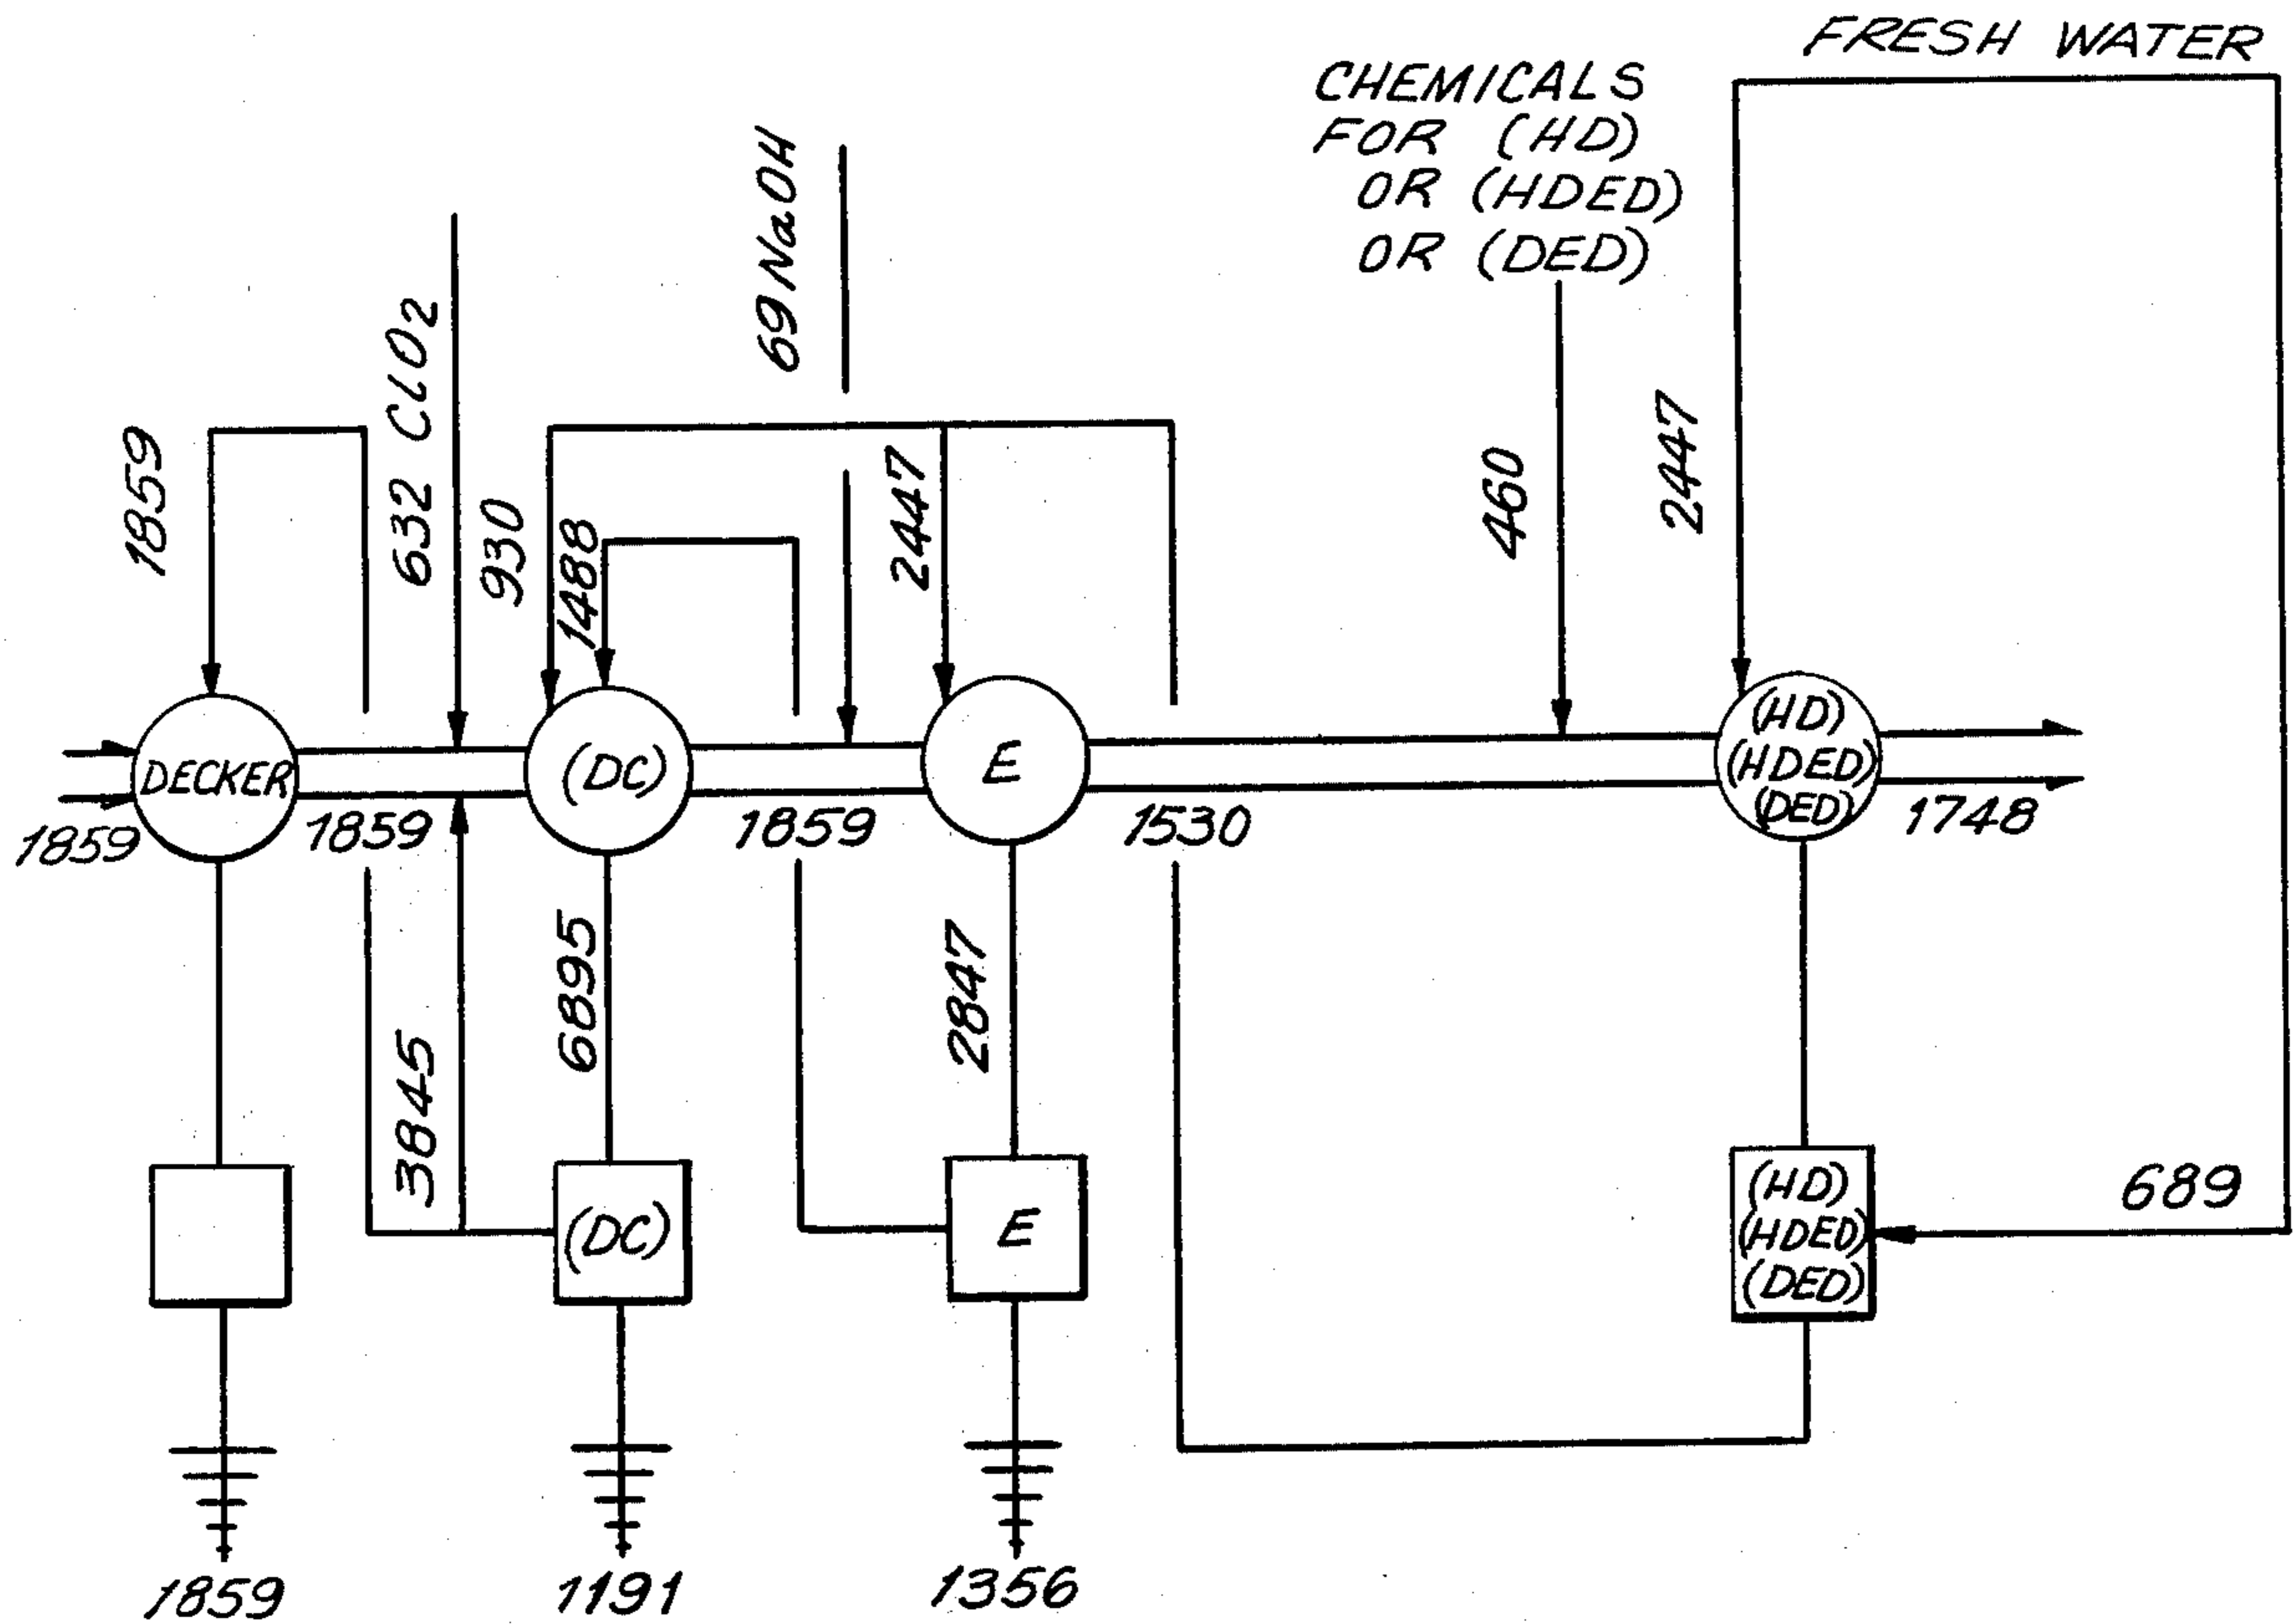 FRESH WATER
CHEMICALS
FOR (HD)
OR (HDED)
OR (DED)
69 NaOH
632 ClO2
1859
930
1488
2447
460
2447
DECKER
(DC)
E
(HD)
(HDED)
(DED)
1859
1859
1859
1530
1748
3845
6895
2847
689
(DC)
E
(HD)
(HDED)
(DED)
1859
1191
1356